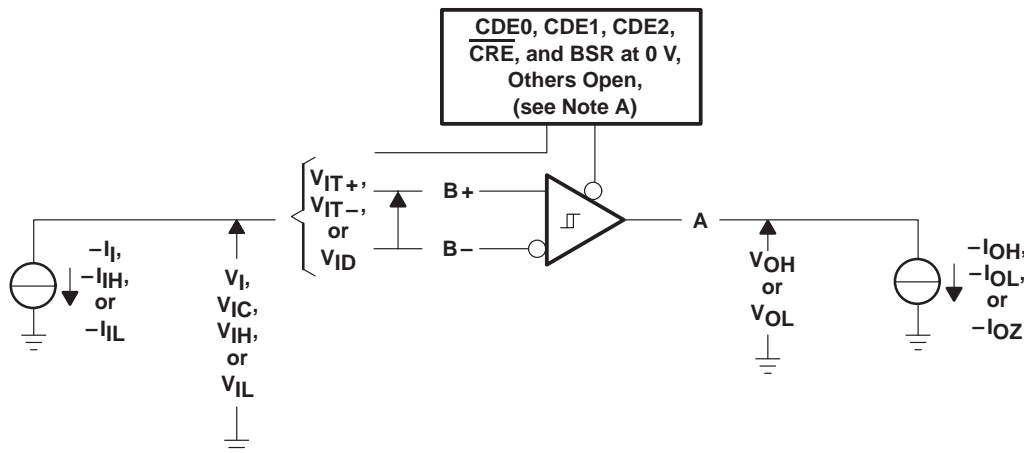 CDE0, CDE1, CDE2,
C̅R̅E̅, and BSR at 0 V,
Others Open,
(see Note A)
VIT+,
VIT−,
or
VID
B+
B−
A
−II,
−IIH,
or
−IIL
VI,
VIC,
VIH,
or
VIL
VOH
or
VOL
−IOH,
−IOL,
or
−IOZ